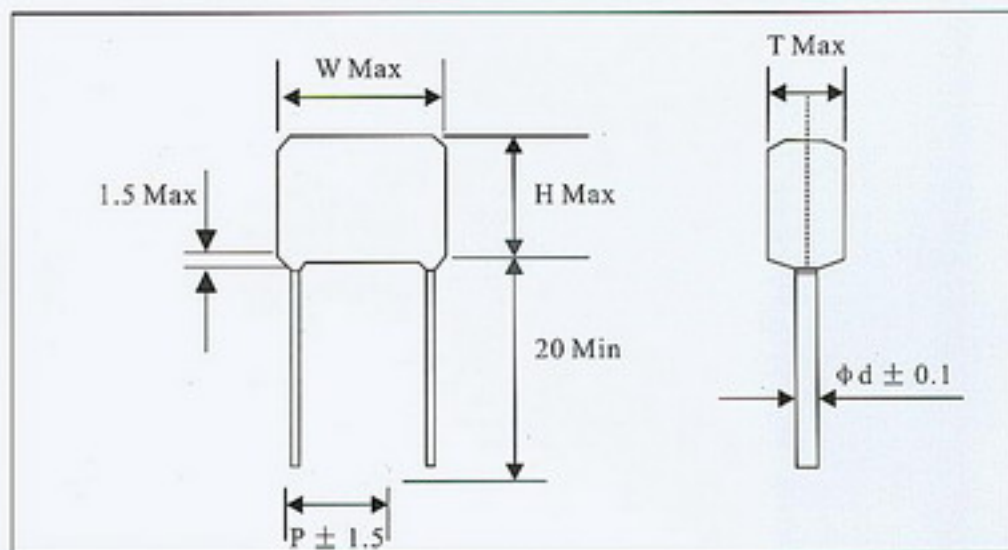 T Max
W Max
1.5 Max
H Max
20 Min
ϕd ± 0.1
P ± 1.5